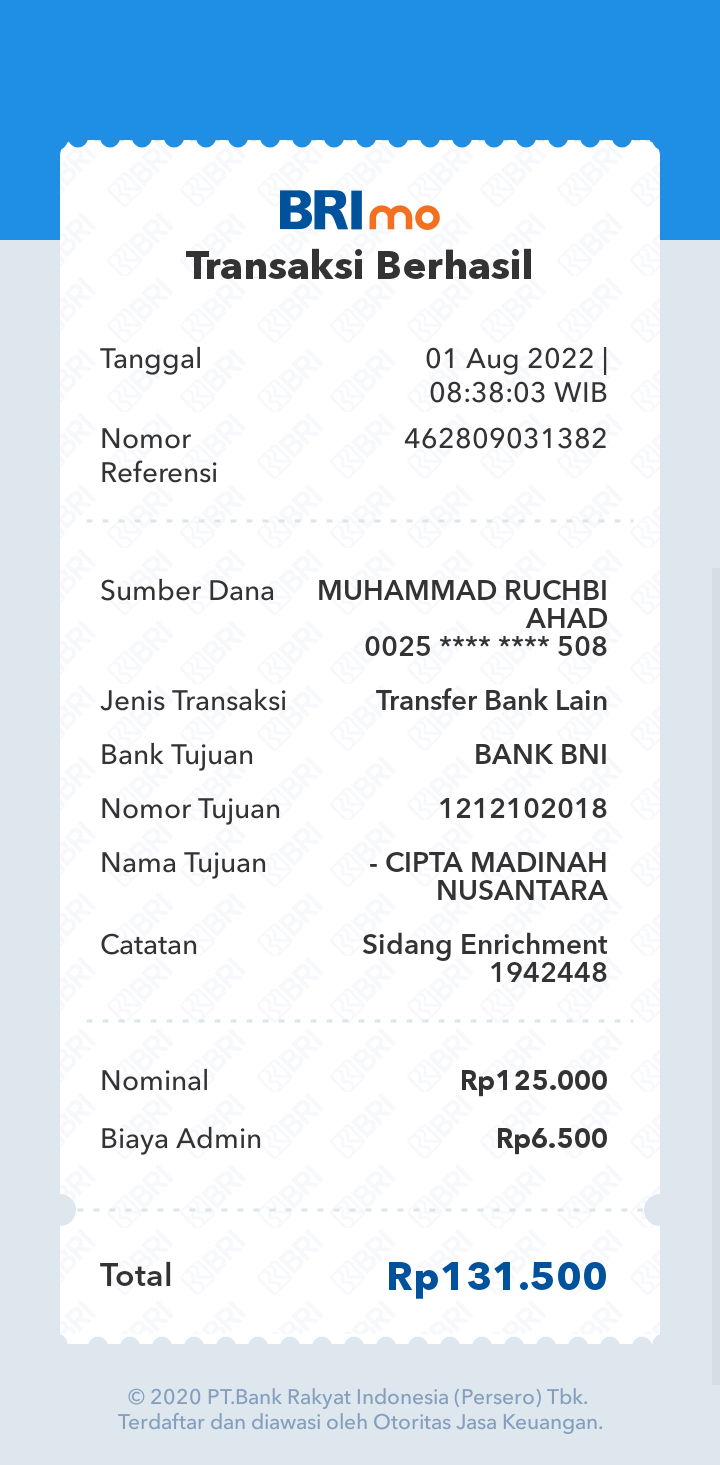 BRImo
Transaksi Berhasil
Tanggal 01 Aug 2022 |
08:38:03 WIB
Nomor 462809031382
Referensi
Sumber Dana MUHAMMAD RUCHBI
AHAD
0025 **** **** 508
Jenis Transaksi Transfer Bank Lain
Bank Tujuan BANK BNI
Nomor Tujuan 1212102018
Nama Tujuan - CIPTA MADINAH
NUSANTARA
Catatan Sidang Enrichment
1942448
Nominal Rp125.000
Biaya Admin Rp6.500
Total Rp131.500
© 2020 PT.Bank Rakyat Indonesia (Persero) Tbk.
Terdaftar dan diawasi oleh Otoritas Jasa Keuangan.